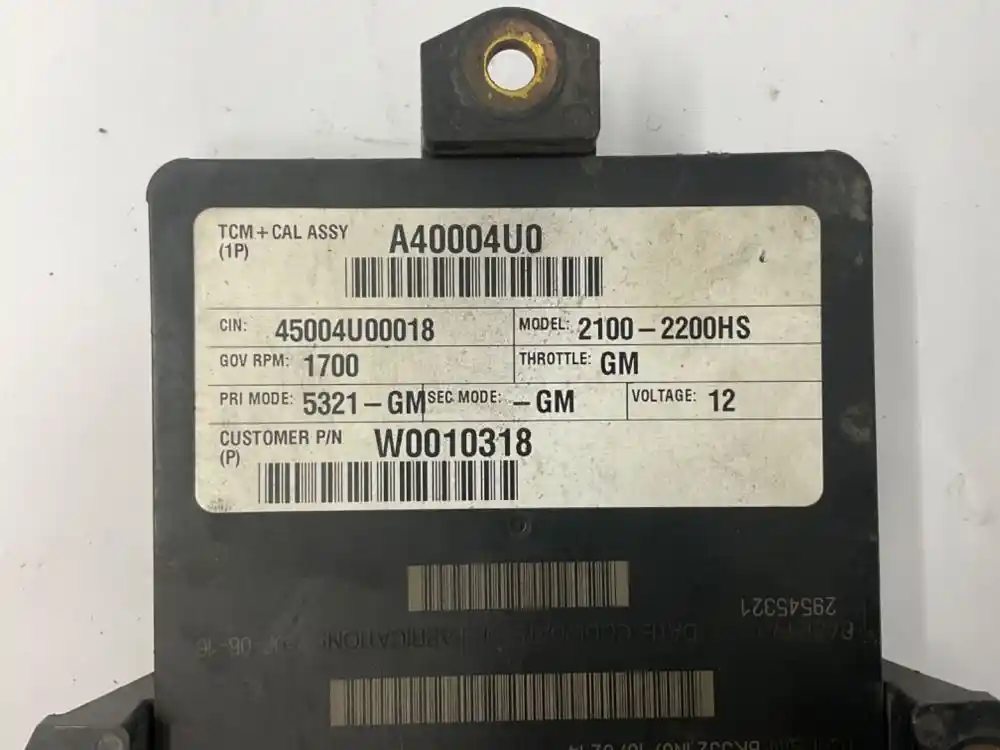 TCM + CAL ASSY A40004U0
(1P)
CIN: 45004U00018 MODEL: 2100 - 2200HS
GOV RPM: 1700 THROTTLE: GM
PRI MODE: 5321 - GM SEC MODE: - GM VOLTAGE: 12
CUSTOMER P/N W0010318
(P)
29545321